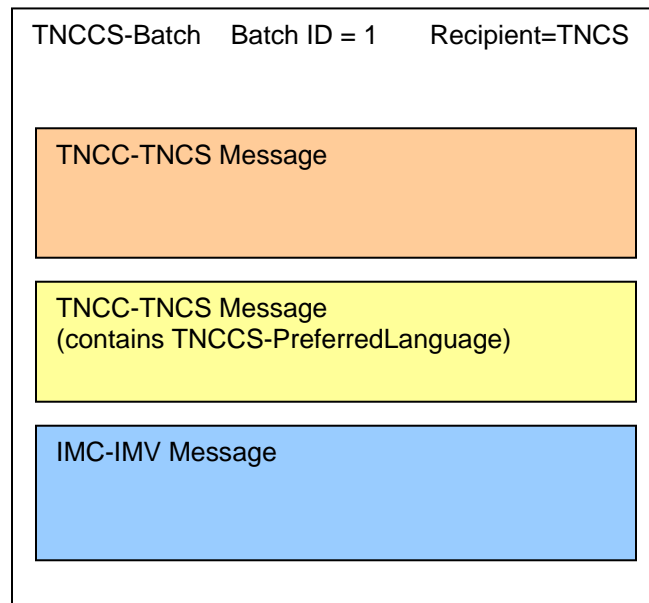 TNCCS-Batch Batch ID = 1 Recipient=TNCS
TNCC-TNCS Message
TNCC-TNCS Message
(contains TNCCS-PreferredLanguage)
IMC-IMV Message